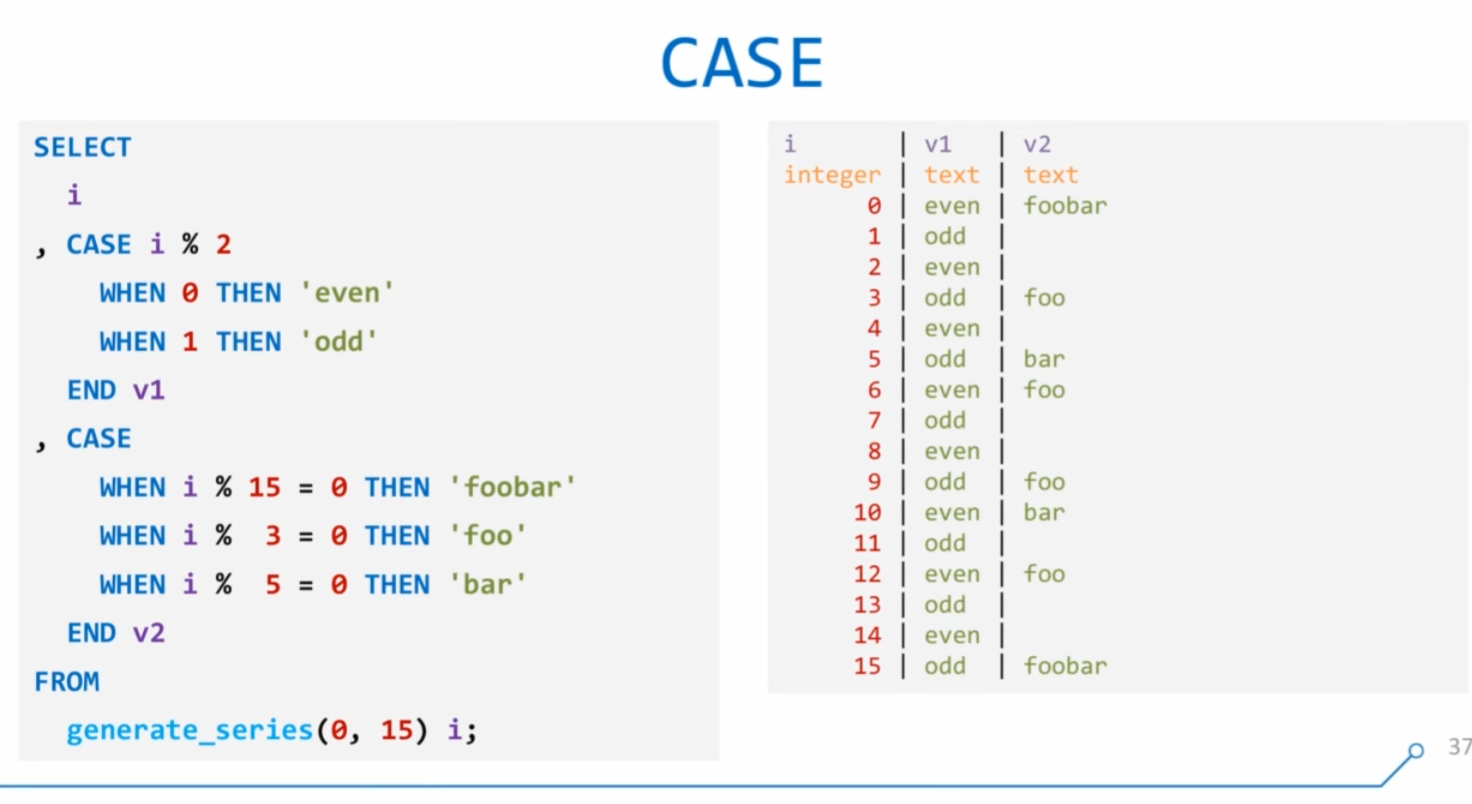 CASE
SELECT
i
, CASE i % 2
WHEN 0 THEN 'even'
WHEN 1 THEN 'odd'
END v1
, CASE
WHEN i % 15 = 0 THEN 'foobar'
WHEN i %  3 = 0 THEN 'foo'
WHEN i %  5 = 0 THEN 'bar'
END v2
FROM
generate_series(0, 15) i;
i | v1 | v2
integer | text | text
0 | even | foobar
1 | odd |
2 | even |
3 | odd | foo
4 | even |
5 | odd | bar
6 | even | foo
7 | odd |
8 | even |
9 | odd | foo
10 | even | bar
11 | odd |
12 | even | foo
13 | odd |
14 | even |
15 | odd | foobar
37